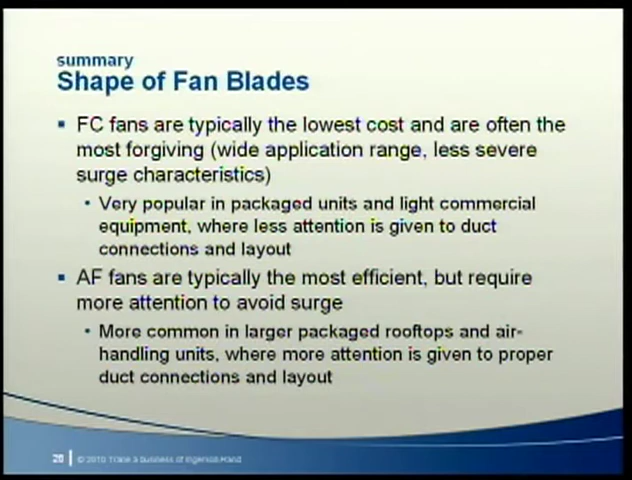 summary
Shape of Fan Blades
▪ FC fans are typically the lowest cost and are often the
most forgiving (wide application range, less severe
surge characteristics)
• Very popular in packaged units and light commercial
equipment, where less attention is given to duct
connections and layout
▪ AF fans are typically the most efficient, but require
more attention to avoid surge
• More common in larger packaged rooftops and air-
handling units, where more attention is given to proper
duct connections and layout
© 2010 Trane a business of Ingersoll-Rand